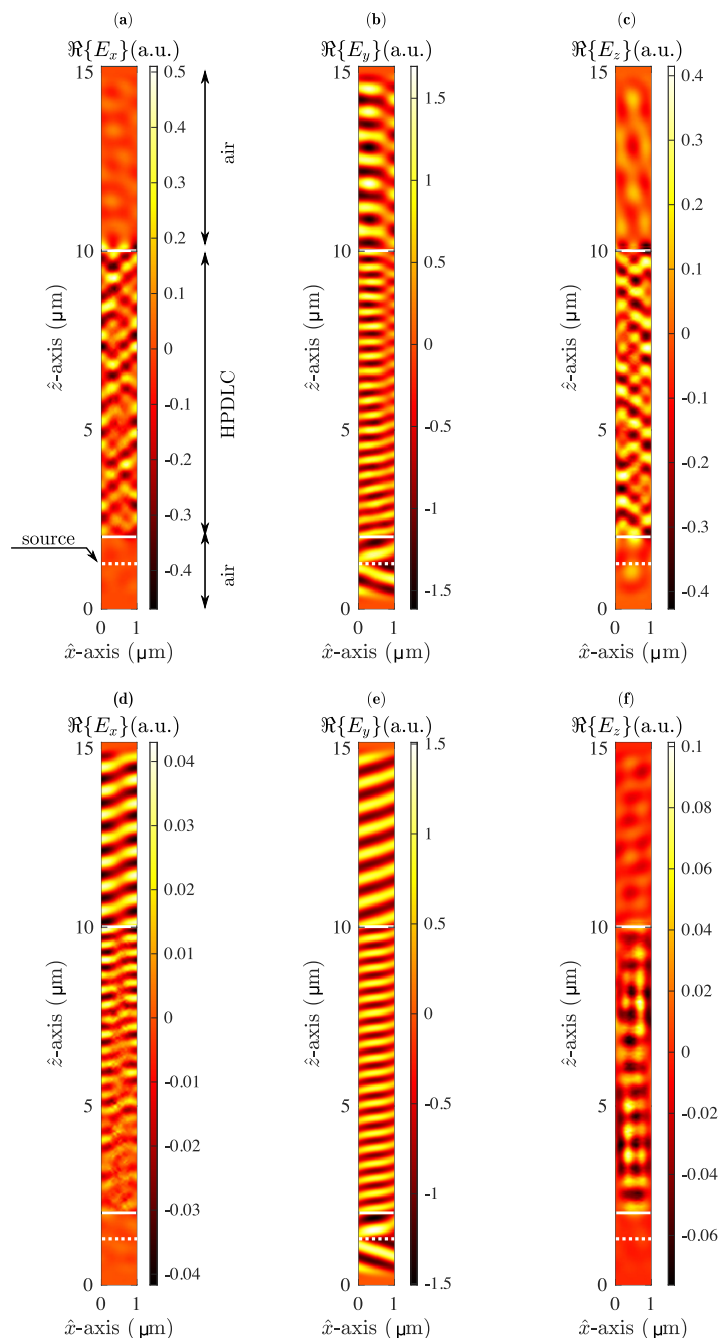 (a)
ℜ{E_x}(a.u.)
15
10
5
0
ẑ-axis (μm)
0 1
x̂-axis (μm)
0.5
0.4
0.3
0.2
0.1
0
-0.1
-0.2
-0.3
-0.4
air
HPDLC
air
source
(b)
ℜ{E_y}(a.u.)
15
10
5
0
ẑ-axis (μm)
0 1
x̂-axis (μm)
1.5
1
0.5
0
-0.5
-1
-1.5
(c)
ℜ{E_z}(a.u.)
15
10
5
0
ẑ-axis (μm)
0 1
x̂-axis (μm)
0.4
0.3
0.2
0.1
0
-0.1
-0.2
-0.3
-0.4
(d)
ℜ{E_x}(a.u.)
15
10
5
0
ẑ-axis (μm)
0 1
x̂-axis (μm)
0.04
0.03
0.02
0.01
0
-0.01
-0.02
-0.03
-0.04
(e)
ℜ{E_y}(a.u.)
15
10
5
0
ẑ-axis (μm)
0 1
x̂-axis (μm)
1.5
1
0.5
0
-0.5
-1
-1.5
(f)
ℜ{E_z}(a.u.)
15
10
5
0
ẑ-axis (μm)
0 1
x̂-axis (μm)
0.1
0.08
0.06
0.04
0.02
0
-0.02
-0.04
-0.06